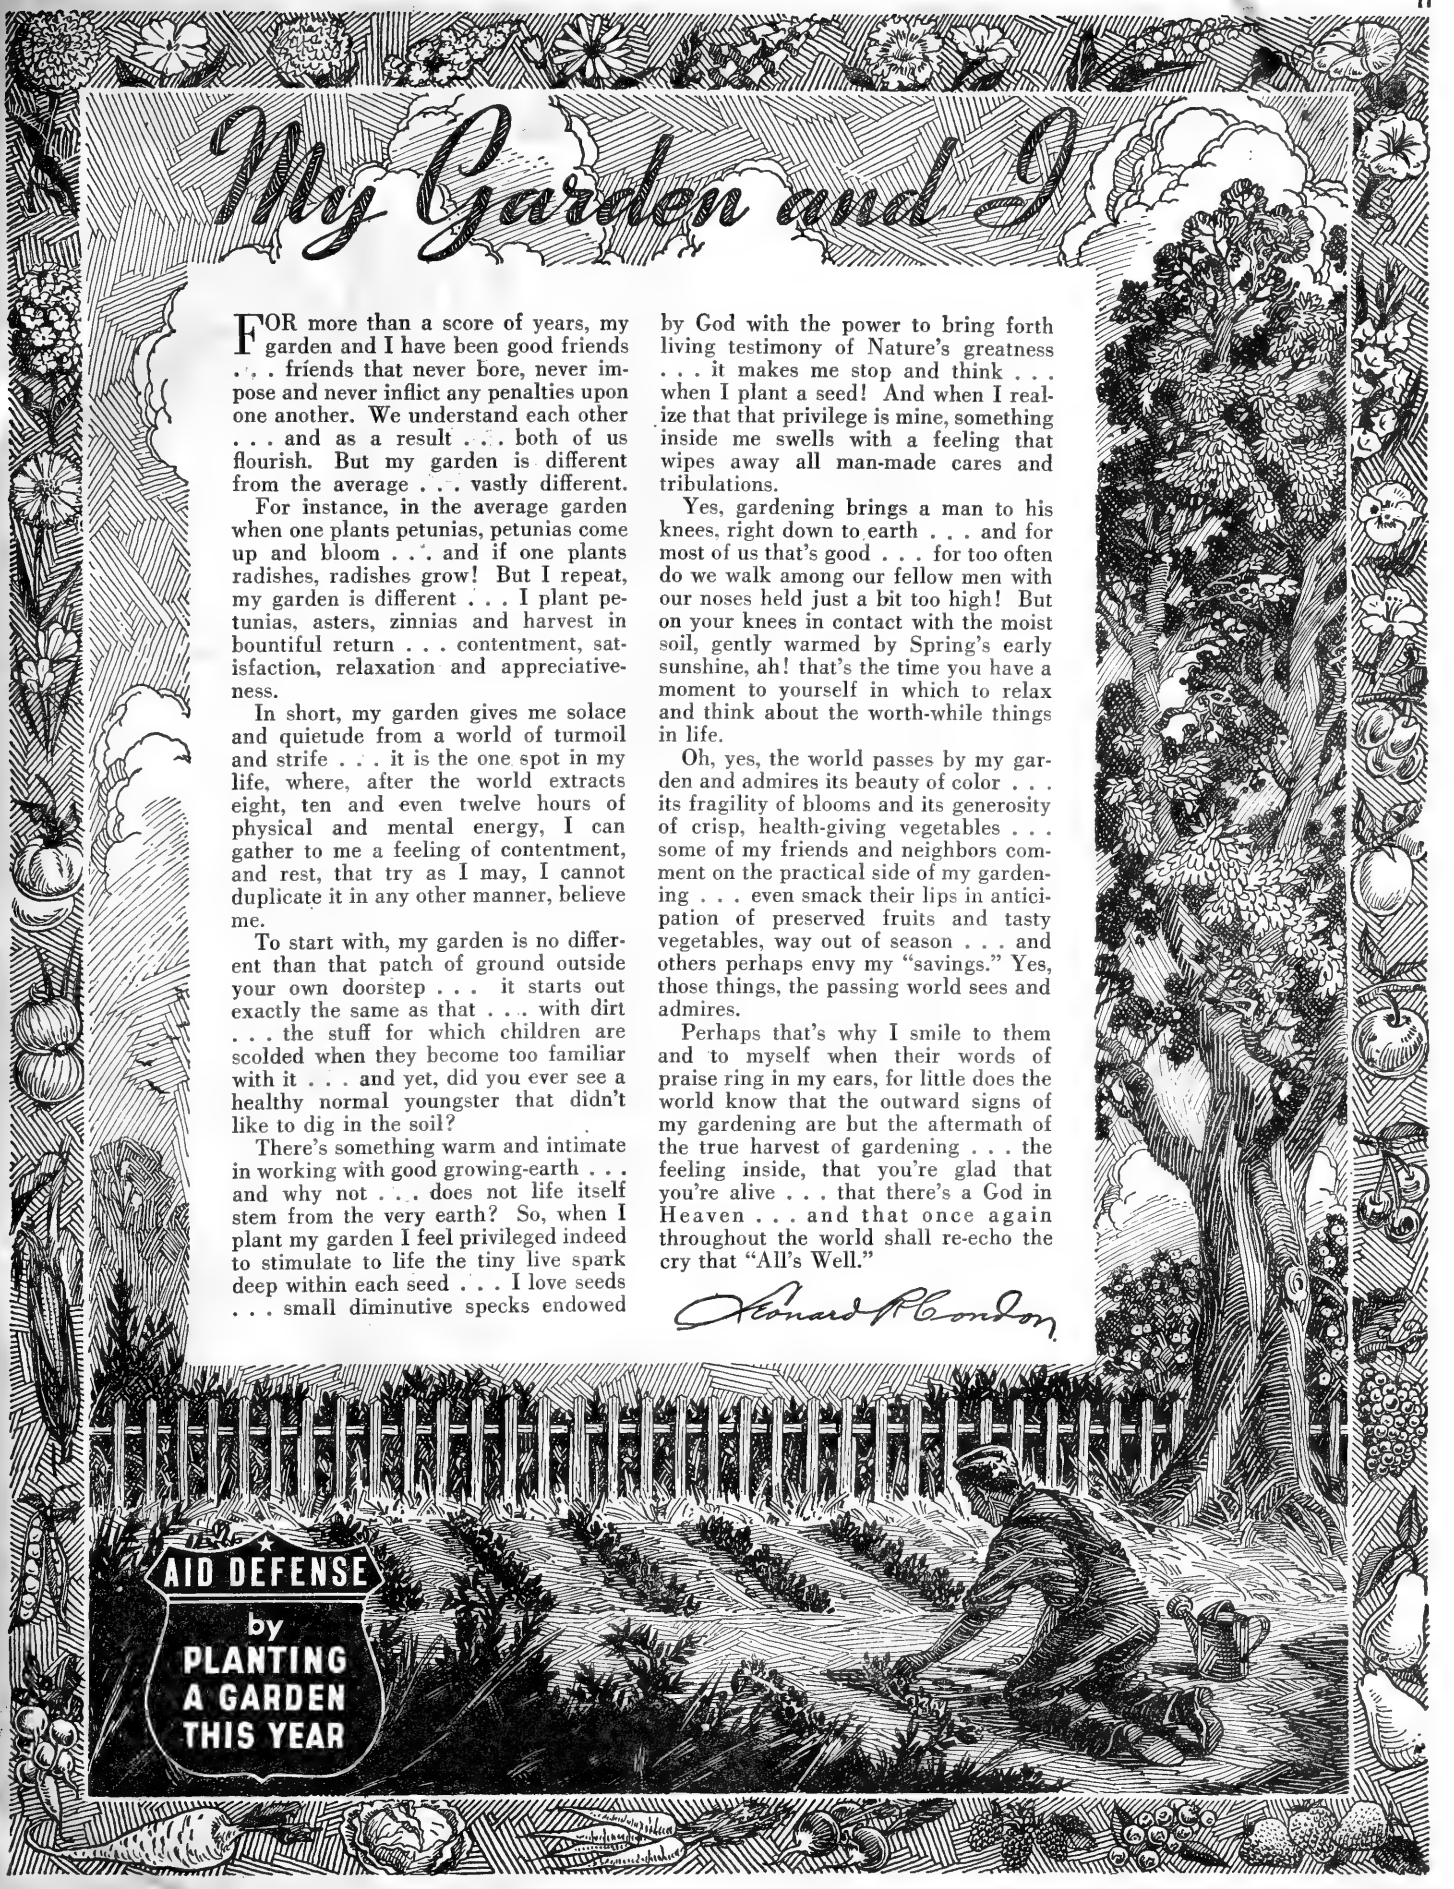 My Garden and I
FOR more than a score of years, my
garden and I have been good friends
. . . friends that never bore, never im-
pose and never inflict any penalties upon
one another. We understand each other
. . . and as a result . . . both of us
flourish. But my garden is different
from the average . . . vastly different.
For instance, in the average garden
when one plants petunias, petunias come
up and bloom . . . and if one plants
radishes, radishes grow! But I repeat,
my garden is different . . . I plant pe-
tunias, asters, zinnias and harvest in
bountiful return . . . contentment, sat-
isfaction, relaxation and appreciative-
ness.
In short, my garden gives me solace
and quietude from a world of turmoil
and strife . . . it is the one spot in my
life, where, after the world extracts
eight, ten and even twelve hours of
physical and mental energy, I can
gather to me a feeling of contentment,
and rest, that try as I may, I cannot
duplicate it in any other manner, believe
me.
To start with, my garden is no differ-
ent than that patch of ground outside
your own doorstep . . . it starts out
exactly the same as that . . . with dirt
. . . the stuff for which children are
scolded when they become too familiar
with it . . . and yet, did you ever see a
healthy normal youngster that didn't
like to dig in the soil?
There's something warm and intimate
in working with good growing-earth . . .
and why not . . . does not life itself
stem from the very earth? So, when I
plant my garden I feel privileged indeed
to stimulate to life the tiny live spark
deep within each seed . . . I love seeds
. . . small diminutive specks endowed
by God with the power to bring forth
living testimony of Nature's greatness
. . . it makes me stop and think . . .
when I plant a seed! And when I real-
ize that that privilege is mine, something
inside me swells with a feeling that
wipes away all man-made cares and
tribulations.
Yes, gardening brings a man to his
knees, right down to earth . . . and for
most of us that's good . . . for too often
do we walk among our fellow men with
our noses held just a bit too high! But
on your knees in contact with the moist
soil, gently warmed by Spring's early
sunshine, ah! that's the time you have a
moment to yourself in which to relax
and think about the worth-while things
in life.
Oh, yes, the world passes by my gar-
den and admires its beauty of color . . .
its fragility of blooms and its generosity
of crisp, health-giving vegetables . . .
some of my friends and neighbors com-
ment on the practical side of my garden-
ing . . . even smack their lips in antici-
pation of preserved fruits and tasty
vegetables, way out of season . . . and
others perhaps envy my "savings." Yes,
those things, the passing world sees and
admires.
Perhaps that's why I smile to them
and to myself when their words of
praise ring in my ears, for little does the
world know that the outward signs of
my gardening are but the aftermath of
the true harvest of gardening . . . the
feeling inside, that you're glad that
you're alive . . . that there's a God in
Heaven . . . and that once again
throughout the world shall re-echo the
cry that "All's Well."
Leonard R Condon
AID DEFENSE
by
PLANTING
A GARDEN
THIS YEAR